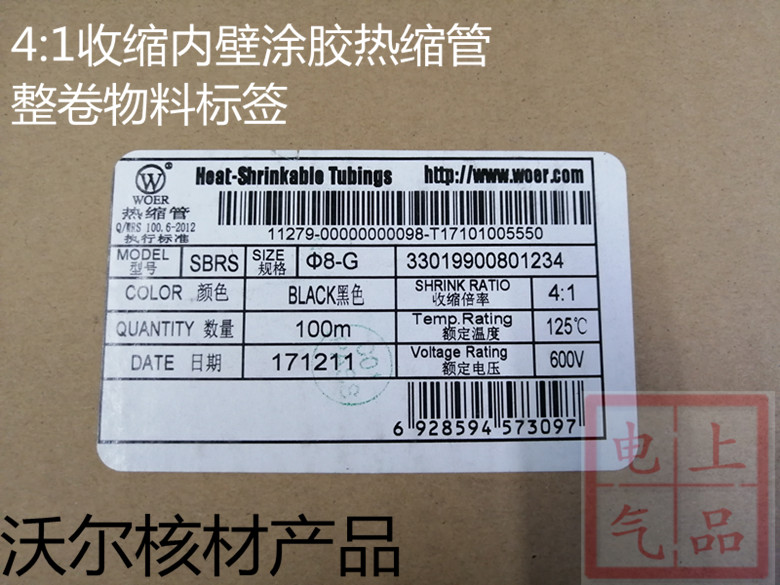 4:1收缩内壁涂胶热缩管
整卷物料标签
W®
WOER
Heat-Shrinkable Tubings http://www.woer.com
热缩管
Q/WRS 100.6-2012
执行标准
11279-00000000098-T17101005550
MODEL 型号 SBRS SIZE 规格 Φ8-G 33019900801234
COLOR 颜色 BLACK黑色 SHRINK RATIO 收缩倍率 4:1
QUANTITY 数量 100m Temp.Rating 额定温度 125℃
DATE 日期 171211 Voltage Rating 额定电压 600V
6 928594 573097
沃尔核材产品
电上
气品